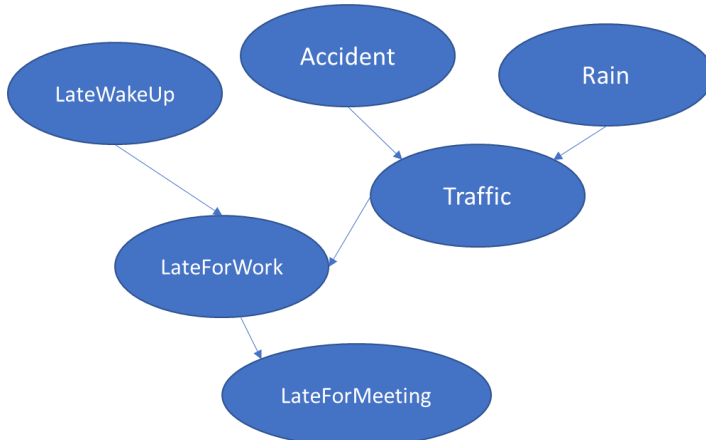 Accident
Rain
LateWakeUp
Traffic
LateForWork
LateForMeeting